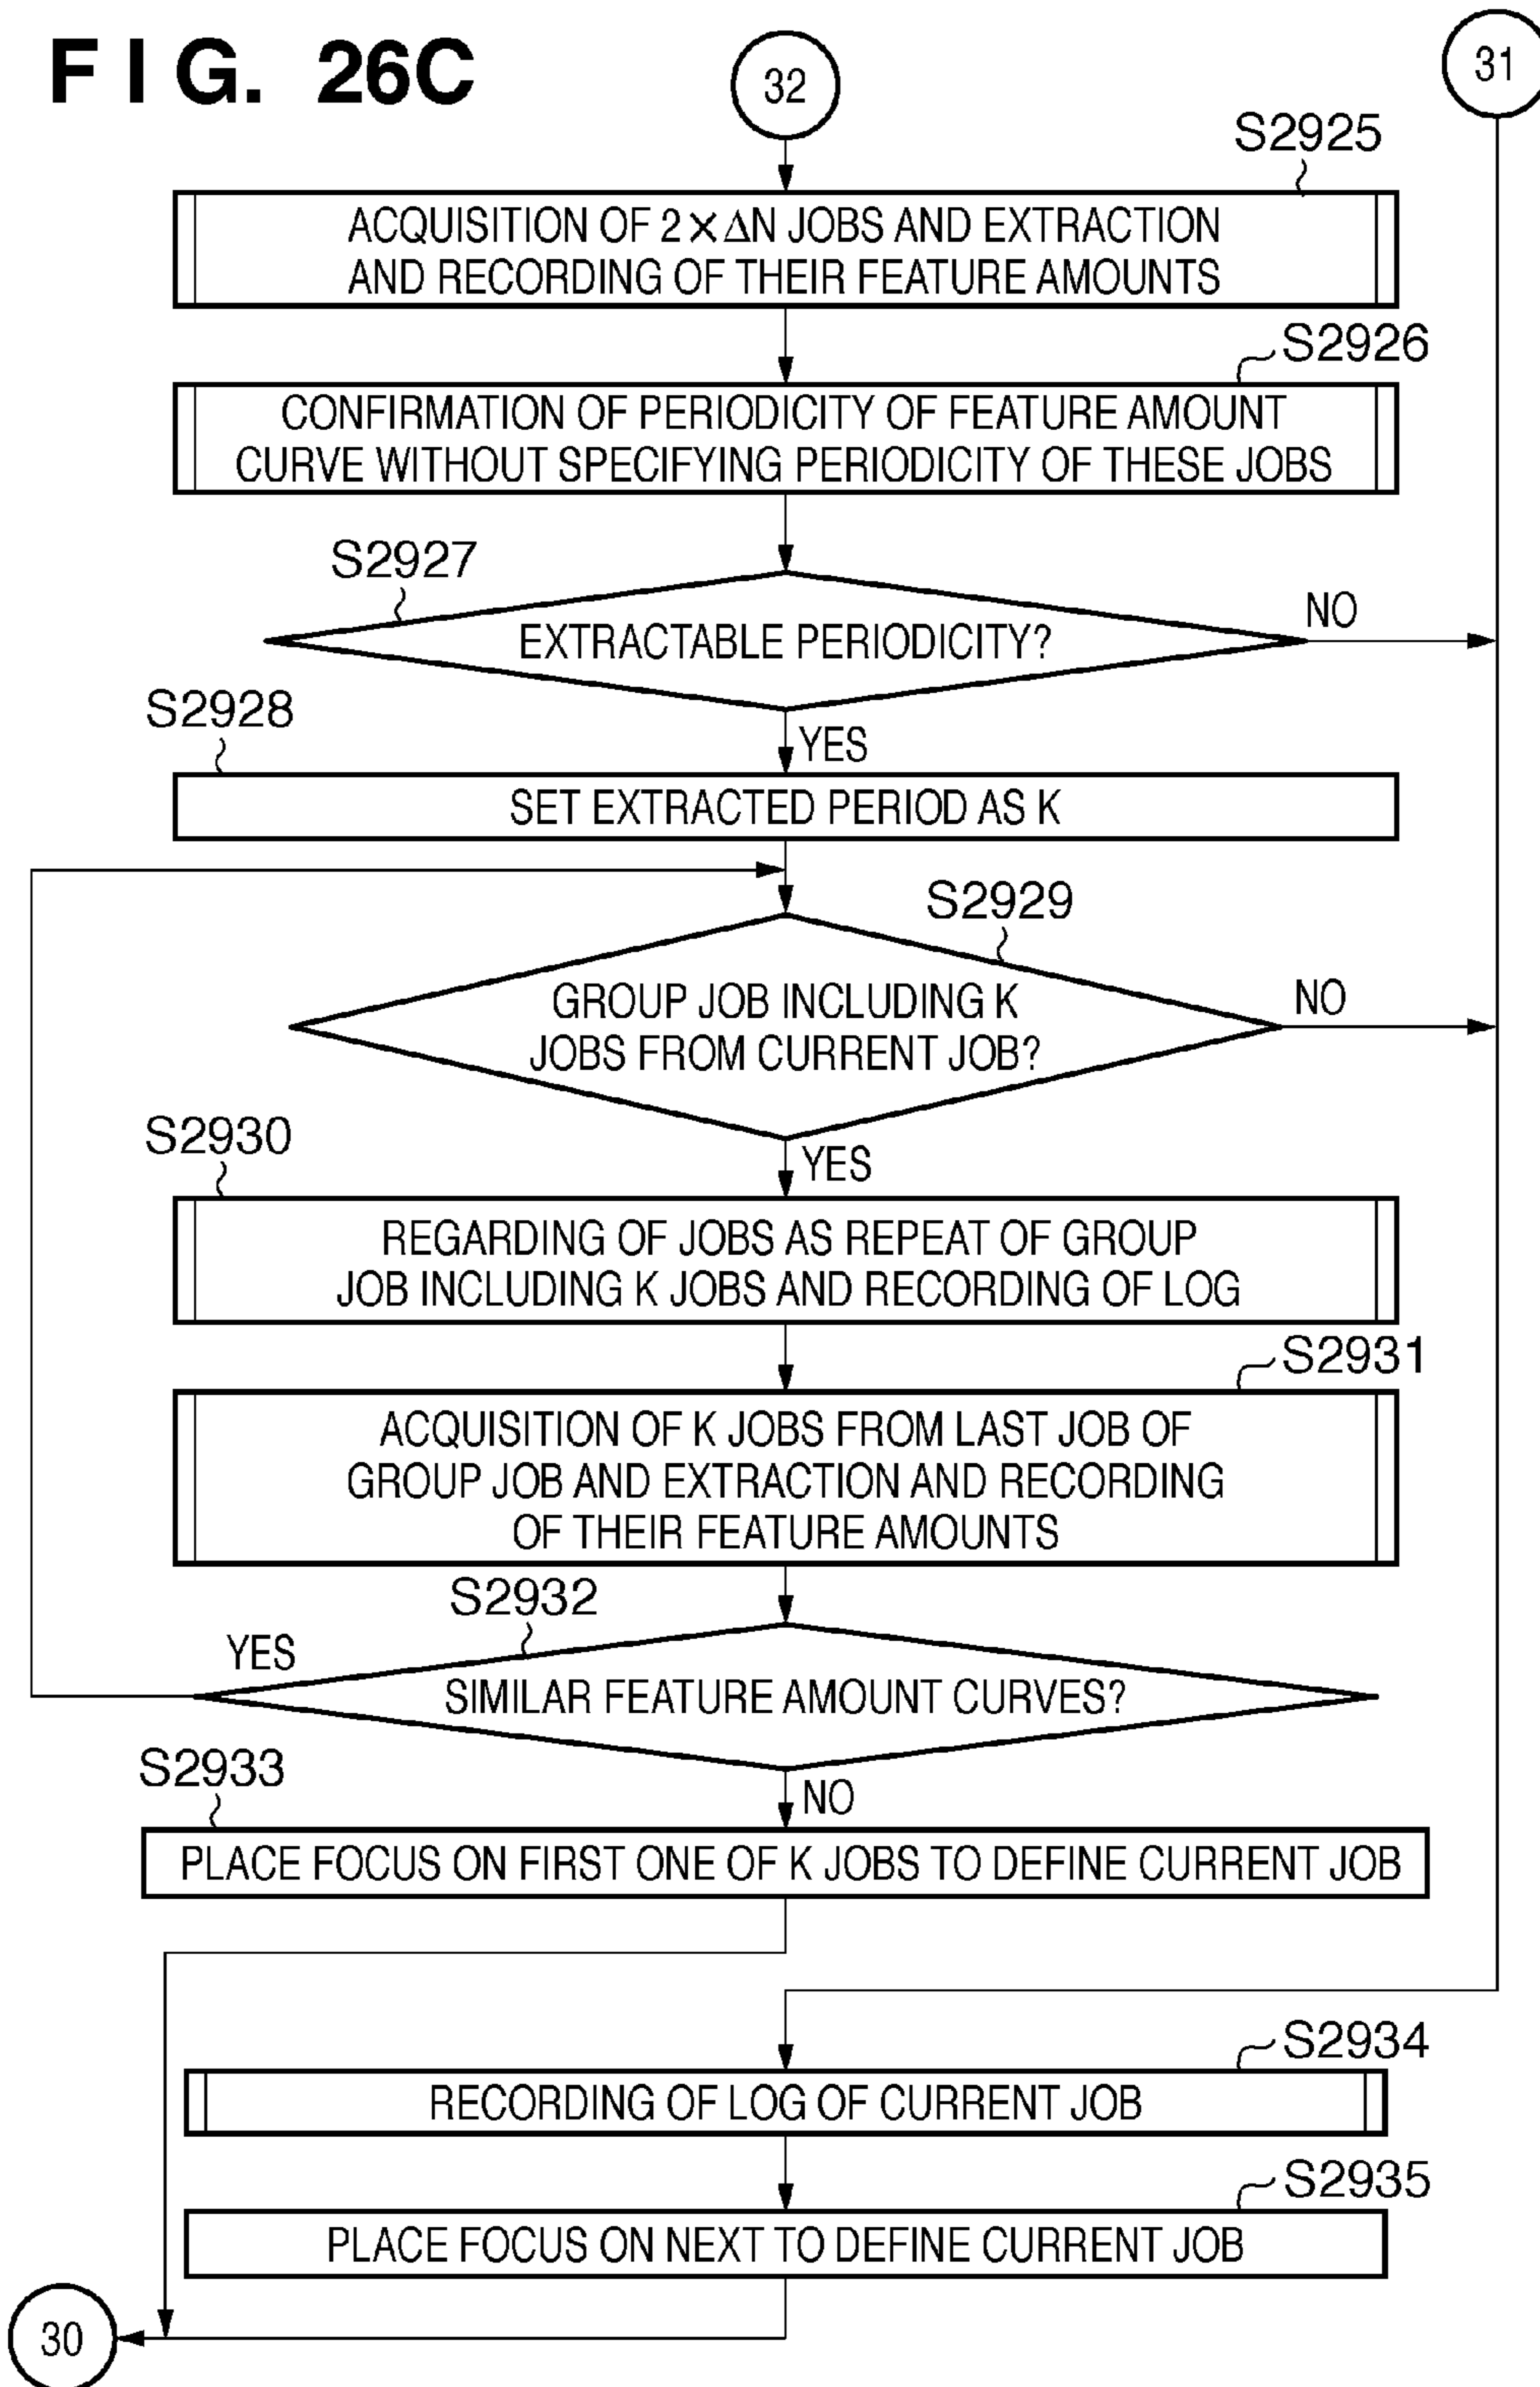 FIG. 26C
32
31
S2925
ACQUISITION OF 2×ΔN JOBS AND EXTRACTION
AND RECORDING OF THEIR FEATURE AMOUNTS
S2926
CONFIRMATION OF PERIODICITY OF FEATURE AMOUNT
CURVE WITHOUT SPECIFYING PERIODICITY OF THESE JOBS
S2927
EXTRACTABLE PERIODICITY?
NO
YES
S2928
SET EXTRACTED PERIOD AS K
S2929
GROUP JOB INCLUDING K
JOBS FROM CURRENT JOB?
NO
YES
S2930
REGARDING OF JOBS AS REPEAT OF GROUP
JOB INCLUDING K JOBS AND RECORDING OF LOG
S2931
ACQUISITION OF K JOBS FROM LAST JOB OF
GROUP JOB AND EXTRACTION AND RECORDING
OF THEIR FEATURE AMOUNTS
S2932
YES
SIMILAR FEATURE AMOUNT CURVES?
NO
S2933
PLACE FOCUS ON FIRST ONE OF K JOBS TO DEFINE CURRENT JOB
S2934
RECORDING OF LOG OF CURRENT JOB
S2935
PLACE FOCUS ON NEXT TO DEFINE CURRENT JOB
30